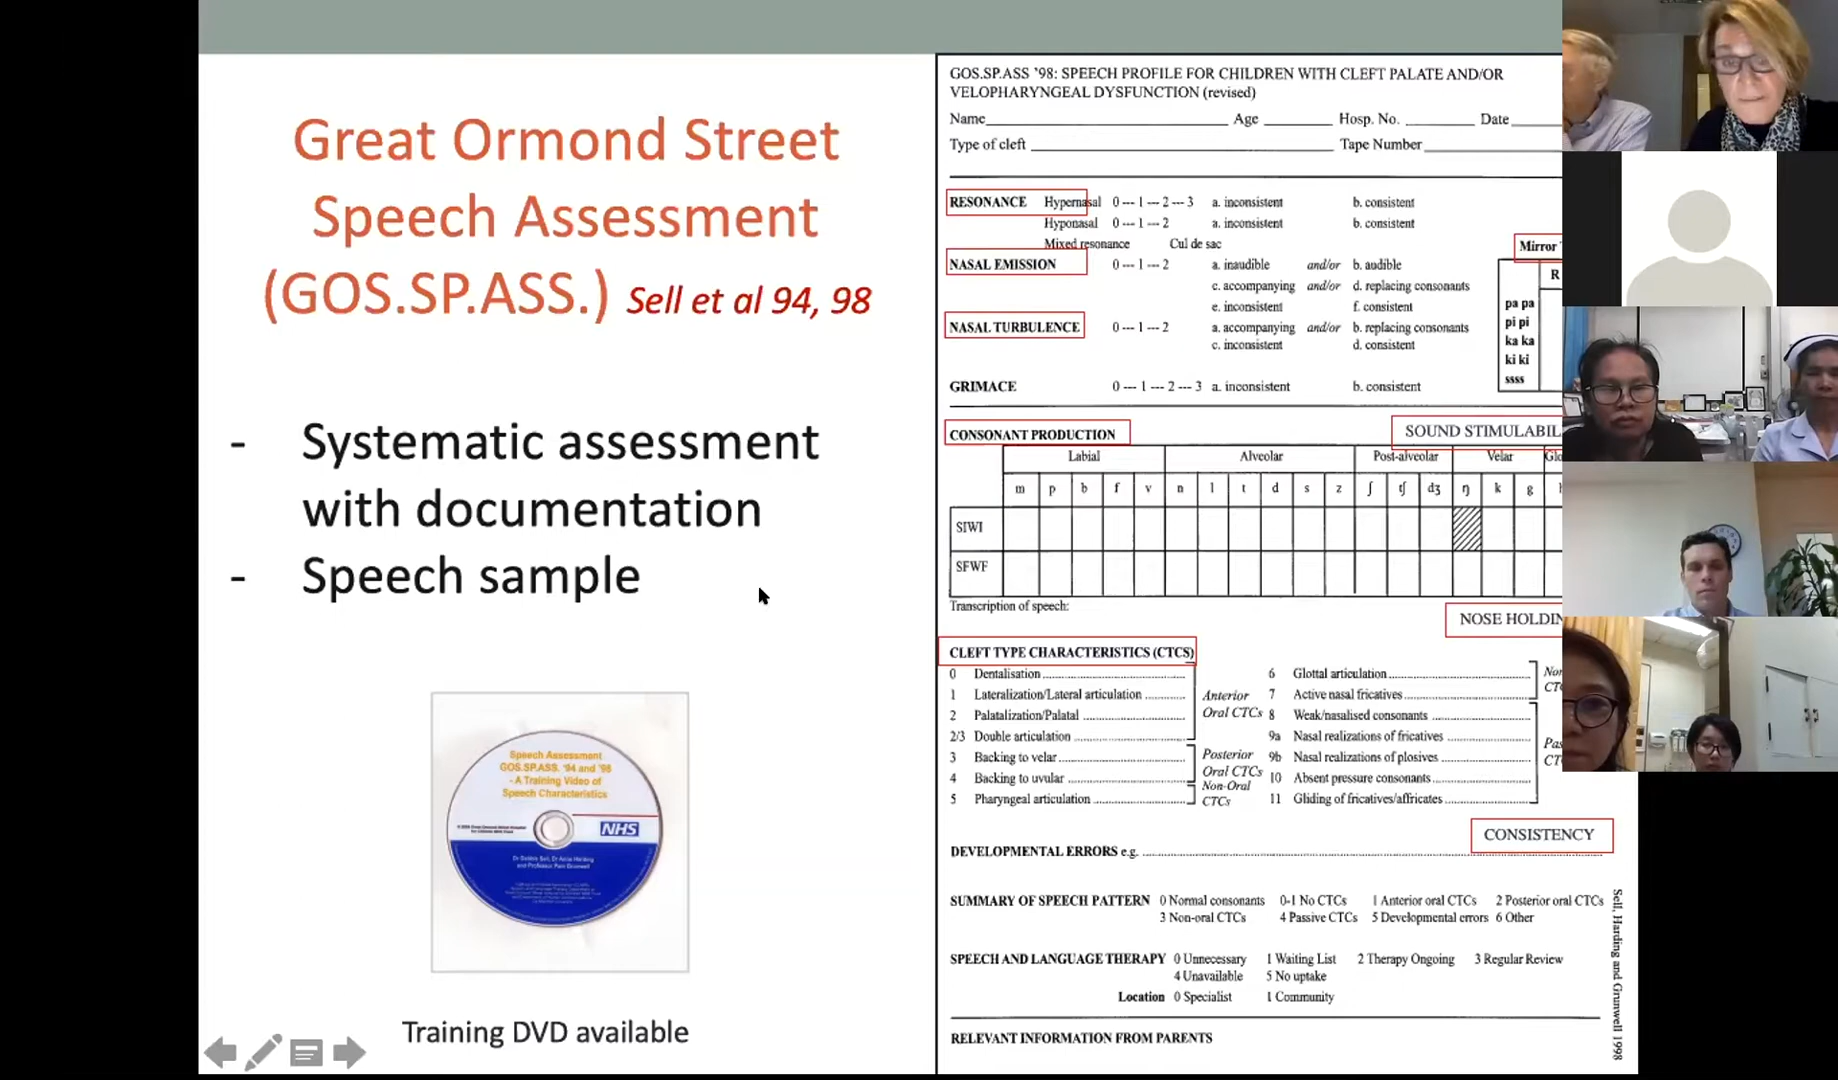 Great Ormond Street
Speech Assessment
(GOS.SP.ASS.) Sell et al 94, 98
- Systematic assessment
with documentation
- Speech sample
Speech Assessment
GOS.SP.ASS. '94 and '98
- A Training Video of
Speech Characteristics
NHS
Training DVD available
GOS.SP.ASS '98: SPEECH PROFILE FOR CHILDREN WITH CLEFT PALATE AND/OR
VELOPHARYNGEAL DYSFUNCTION (revised)
Name Age Hosp. No. Date
Type of cleft Tape Number
RESONANCE Hypernasal 0 --- 1 --- 2 --- 3 a. inconsistent b. consistent
Hyponasal 0 --- 1 --- 2 a. inconsistent b. consistent
Mixed resonance Cul de sac
Mirror
NASAL EMISSION 0 --- 1 --- 2 a. inaudible and/or b. audible
R
c. accompanying and/or d. replacing consonants
e. inconsistent f. consistent
pa pa
pi pi
ka ka
ki ki
ssss
NASAL TURBULENCE 0 --- 1 --- 2 a. accompanying and/or b. replacing consonants
c. inconsistent d. consistent
GRIMACE 0 --- 1 --- 2 --- 3 a. inconsistent b. consistent
CONSONANT PRODUCTION SOUND STIMULABIL
Labial Alveolar Post-alveolar Velar Glo
m p b f v n l t d s z ʃ tʃ dʒ ŋ k g h
SIWI
SFWF
Transcription of speech:
NOSE HOLDIN
CLEFT TYPE CHARACTERISTICS (CTCS)
0 Dentalisation
1 Lateralization/Lateral articulation
2 Palatalization/Palatal
2/3 Double articulation
3 Backing to velar
4 Backing to uvular
5 Pharyngeal articulation
Anterior
Oral CTCs
Posterior
Oral CTCs
Non-Oral
CTCs
6 Glottal articulation
7 Active nasal fricatives
8 Weak/nasalised consonants
9a Nasal realizations of fricatives
9b Nasal realizations of plosives
10 Absent pressure consonants
11 Gliding of fricatives/affricates
Non
CT
Pas
CT
CONSISTENCY
DEVELOPMENTAL ERRORS e.g.
SUMMARY OF SPEECH PATTERN 0 Normal consonants 0-1 No CTCs 1 Anterior oral CTCs 2 Posterior oral CTCs
3 Non-oral CTCs 4 Passive CTCs 5 Developmental errors 6 Other
SPEECH AND LANGUAGE THERAPY 0 Unnecessary 1 Waiting List 2 Therapy Ongoing 3 Regular Review
4 Unavailable 5 No uptake
Location 0 Specialist 1 Community
RELEVANT INFORMATION FROM PARENTS
Sell, Harding and Grunwell 1998